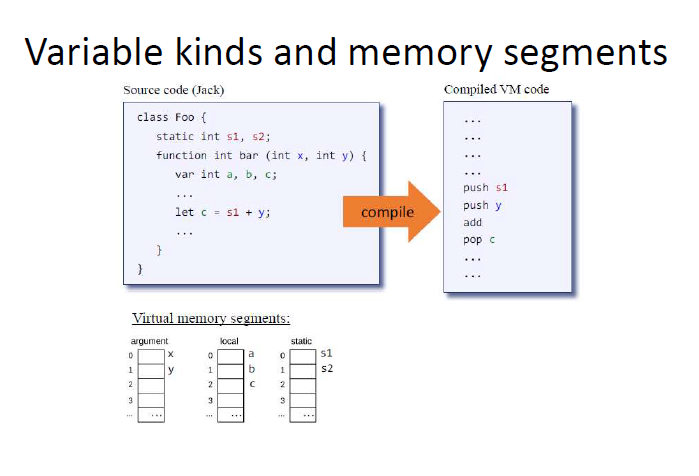 Variable kinds and memory segments
Source code (Jack)
class Foo {
static int s1, s2;
function int bar (int x, int y) {
var int a, b, c;
...
let c = s1 + y;
...
}
}
compile
Compiled VM code
...
...
...
...
push s1
push y
add
pop c
...
...
Virtual memory segments:
argument local static
0 x 0 a 0 s1
1 y 1 b 1 s2
2 2 c 2
3 3 3
... ... ... ... ... ...